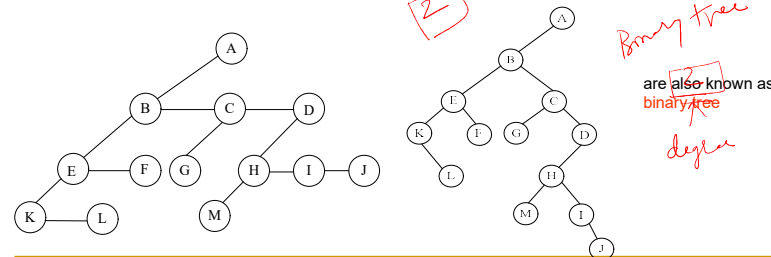 2
Binary tree
A
B C D
E F G H I J
K L M
A
B
E C
K F G D
L H
M I
J
are also known as
2
binary tree
degree